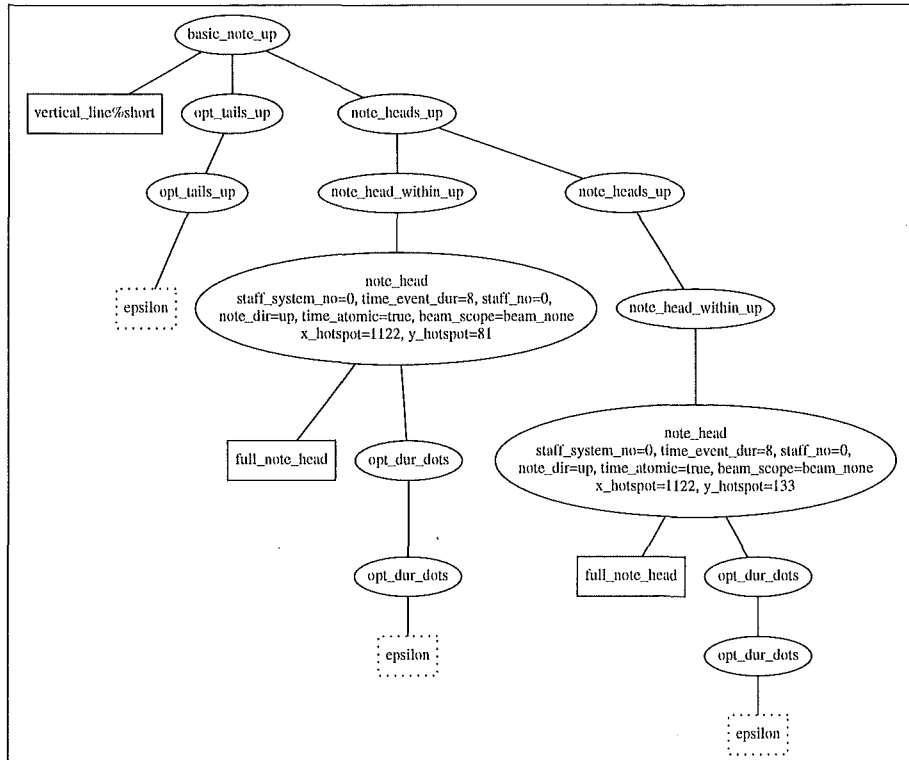 basic_note_up
vertical_line%short
opt_tails_up
note_heads_up
opt_tails_up
note_head_within_up
note_heads_up
epsilon
note_head
staff_system_no=0, time_event_dur=8, staff_no=0,
note_dir=up, time_atomic=true, beam_scope=beam_none
x_hotspot=1122, y_hotspot=81
note_head_within_up
full_note_head
opt_dur_dots
note_head
staff_system_no=0, time_event_dur=8, staff_no=0,
note_dir=up, time_atomic=true, beam_scope=beam_none
x_hotspot=1122, y_hotspot=133
opt_dur_dots
full_note_head
opt_dur_dots
epsilon
opt_dur_dots
epsilon